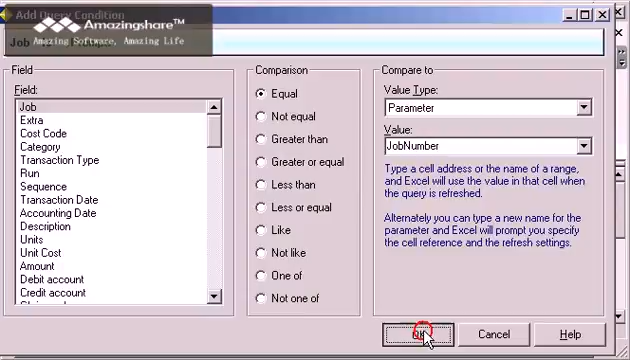 Add Query Condition
Amazingshare™
Amazing Software, Amazing Life
Job
Field
Field:
Job
Extra
Cost Code
Category
Transaction Type
Run
Sequence
Transaction Date
Accounting Date
Description
Units
Unit Cost
Amount
Debit account
Credit account
Comparison
Equal
Not equal
Greater than
Greater or equal
Less than
Less or equal
Like
Not like
One of
Not one of
Compare to
Value Type:
Parameter
Value:
JobNumber
Type a cell address or the name of a range,
and Excel will use the value in that cell when
the query is refreshed.
Alternately you can type a new name for the
parameter and Excel will prompt you specify
the cell reference and the refresh settings.
OK
Cancel
Help